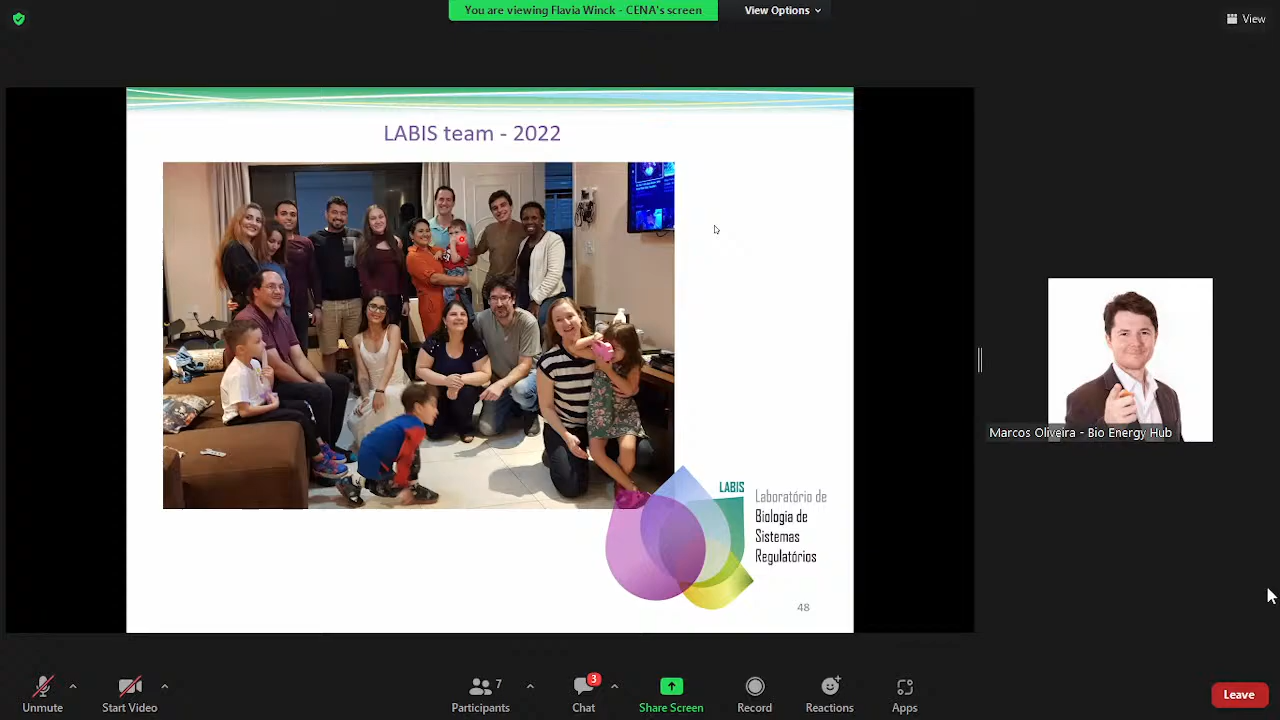 You are viewing Flavia Winck - CENA's screen
View Options
View
LABIS team - 2022
LABIS
Laboratório de
Biologia de
Sistemas
Regulatórios
48
Marcos Oliveira - Bio Energy Hub
Unmute
Start Video
7
Participants
3
Chat
Share Screen
Record
Reactions
Apps
Leave